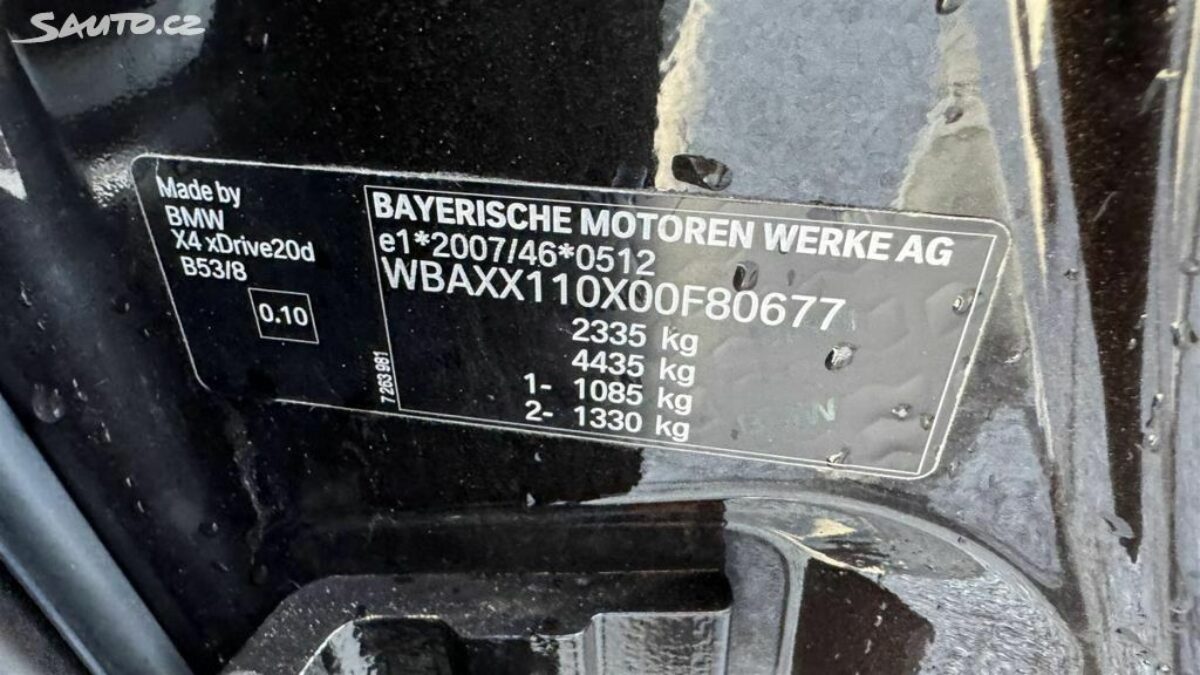 SAUTO.CZ
Made by
BMW
X4 xDrive20d
B53/8
0.10
7 263 981
BAYERISCHE MOTOREN WERKE AG
e1*2007/46*0512
WBAXX110X00F80677
2335 kg
4435 kg
1- 1085 kg
2- 1330 kg